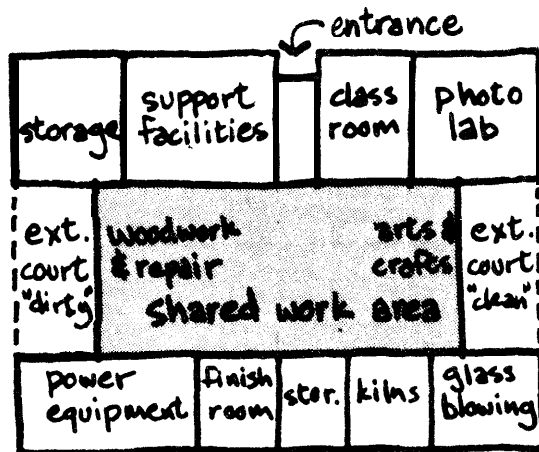 entrance
storage
support
facilities
class
room
photo
lab
ext.
court
"dirty"
woodwork
& repair
arts &
crafts
shared work area
ext.
court
"clean"
power
equipment
finish
room
stor.
kilns
glass
blowing